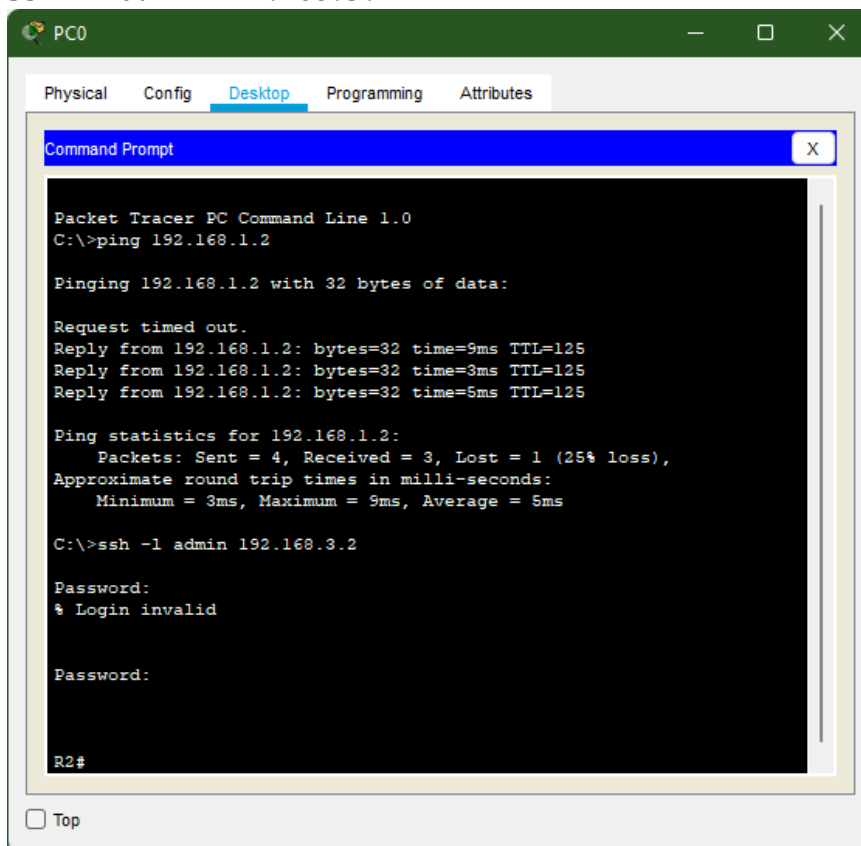 PC0
Physical Config Desktop Programming Attributes
Command Prompt
X
Packet Tracer PC Command Line 1.0
C:\>ping 192.168.1.2
Pinging 192.168.1.2 with 32 bytes of data:
Request timed out.
Reply from 192.168.1.2: bytes=32 time=9ms TTL=125
Reply from 192.168.1.2: bytes=32 time=3ms TTL=125
Reply from 192.168.1.2: bytes=32 time=5ms TTL=125
Ping statistics for 192.168.1.2:
Packets: Sent = 4, Received = 3, Lost = 1 (25% loss),
Approximate round trip times in milli-seconds:
Minimum = 3ms, Maximum = 9ms, Average = 5ms
C:\>ssh -l admin 192.168.3.2
Password:
% Login invalid
Password:
R2#
Top